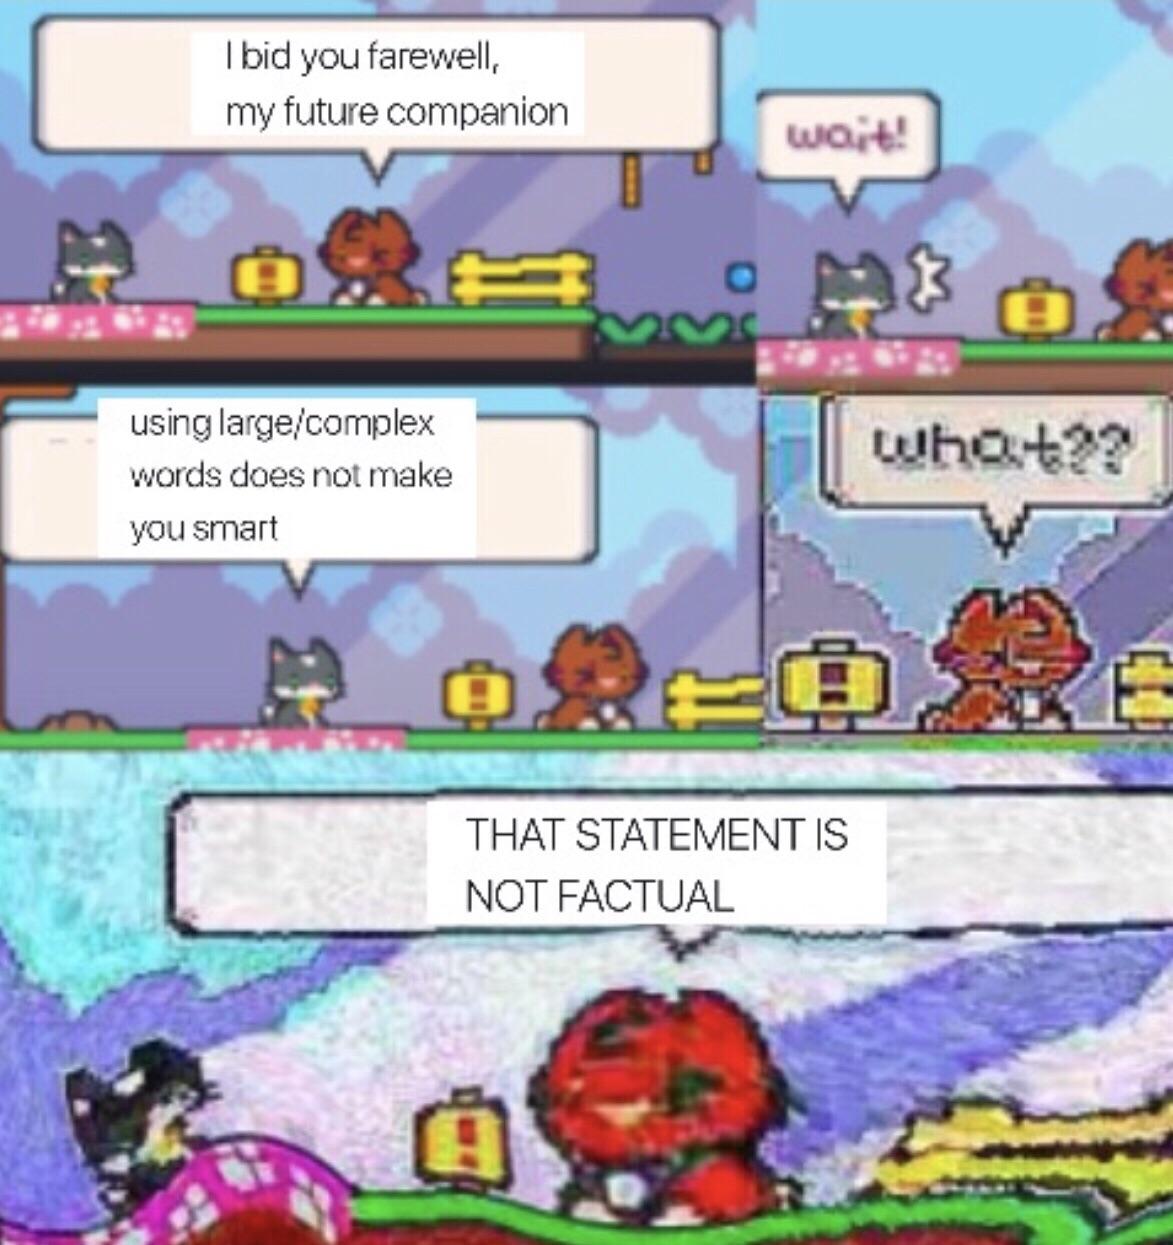 I bid you farewell,
my future companion
wait!
using large/complex
words does not make
you smart
what??
THAT STATEMENT IS
NOT FACTUAL